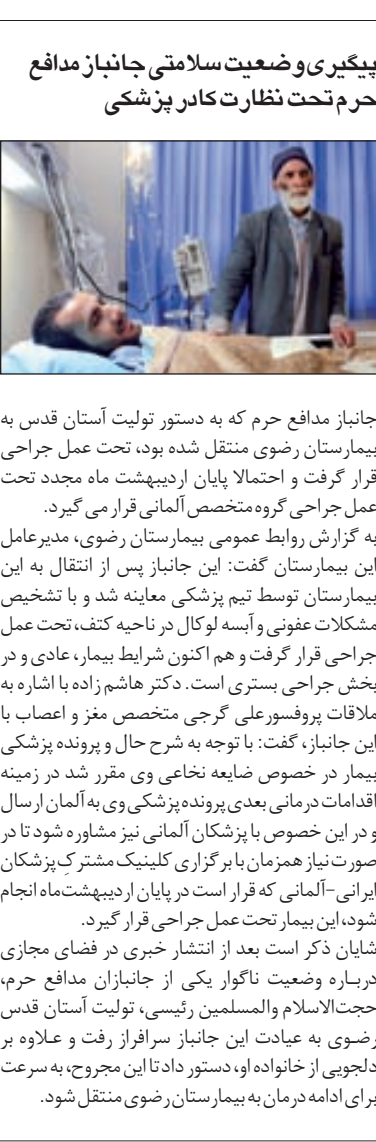 پیگیری وضعیت سلامتی جانباز مدافع
حرم تحت نظارت کادر پزشکی
جانباز مدافع حرم که به دستور تولیت آستان قدس به
بیمارستان رضوی منتقل شده بود، تحت عمل جراحی
قرار گرفت و احتمالا پایان اردیبهشت ماه مجدد تحت
عمل جراحی گروه متخصص آلمانی قرار می گیرد.
به گزارش روابط عمومی بیمارستان رضوی، مدیرعامل
این بیمارستان گفت: این جانباز پس از انتقال به این
بیمارستان توسط تیم پزشکی معاینه شد و با تشخیص
مشکلات عفونی و آبسه لوکال در ناحیه کتف، تحت عمل
جراحی قرار گرفت و هم اکنون شرایط بیمار، عادی و در
بخش جراحی بستری است. دکتر هاشم زاده با اشاره به
ملاقات پروفسورعلی گرجی متخصص مغز و اعصاب با
این جانباز، گفت: با توجه به شرح حال و پرونده پزشکی
بیمار در خصوص ضایعه نخاعی وی مقرر شد در زمینه
اقدامات درمانی بعدی پرونده پزشکی وی به آلمان ارسال
و در این خصوص با پزشکان آلمانی نیز مشاوره شود تا در
صورت نیاز همزمان با برگزاری کلینیک مشترکِ پزشکان
ایرانی-آلمانی که قرار است در پایان اردیبهشت‌ماه انجام
شود، این بیمار تحت عمل جراحی قرار گیرد.
شایان ذکر است بعد از انتشار خبری در فضای مجازی
درباره وضعیت ناگوار یکی از جانبازان مدافع حرم،
حجت‌الاسلام والمسلمین رئیسی، تولیت آستان قدس
رضوی به عیادت این جانباز سرافراز رفت و علاوه بر
دلجویی از خانواده او، دستور داد تا این مجروح، به سرعت
برای ادامه درمان به بیمارستان رضوی منتقل شود.